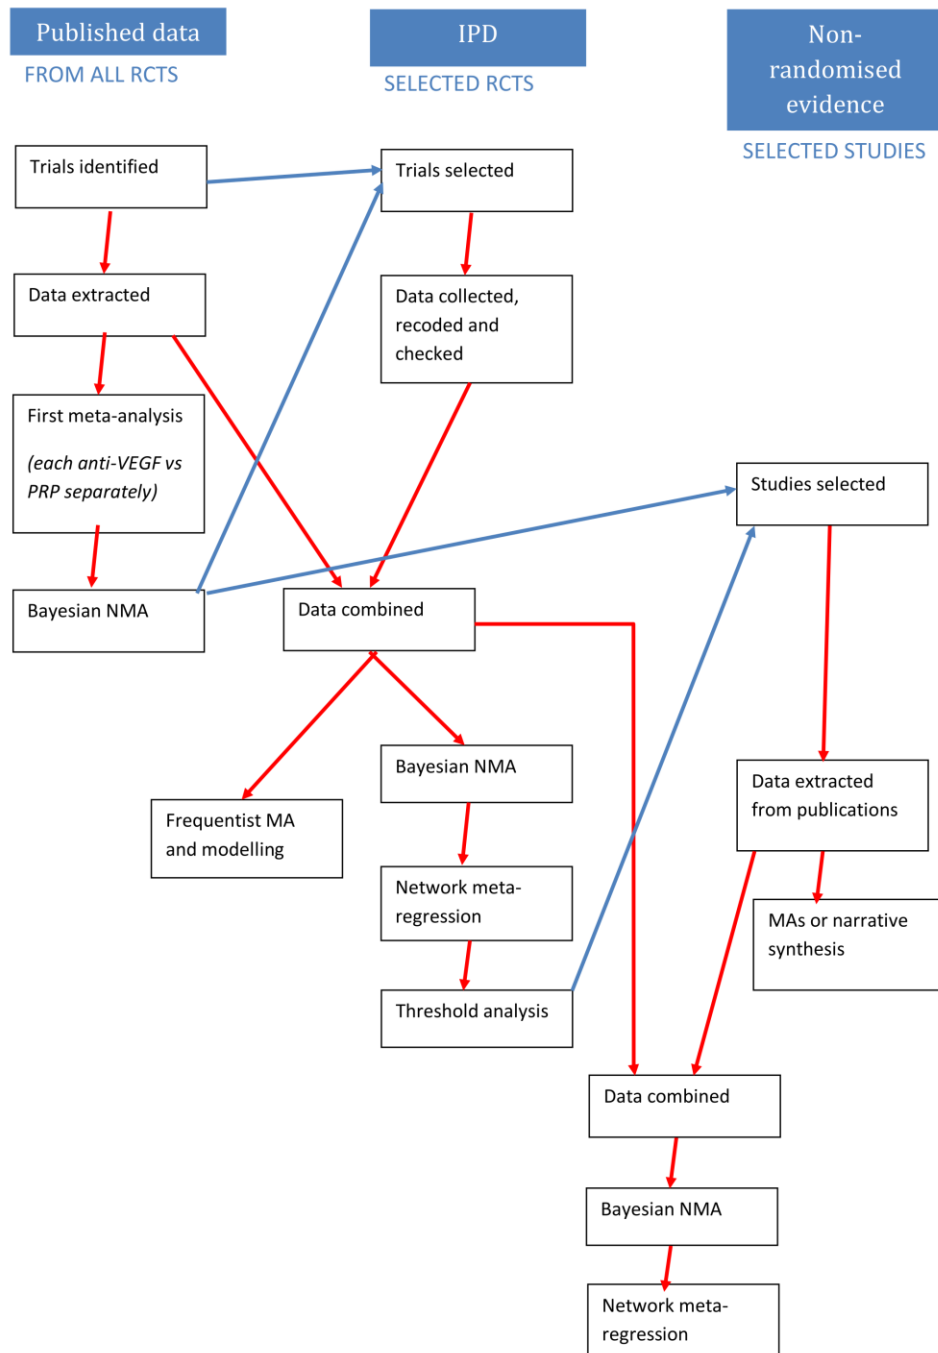 Published data
FROM ALL RCTS
IPD
SELECTED RCTS
Non-
randomised
evidence
SELECTED STUDIES
Trials identified
Trials selected
Data extracted
Data collected,
recoded and
checked
First meta-analysis
(each anti-VEGF vs
PRP separately)
Studies selected
Bayesian NMA
Data combined
Bayesian NMA
Data extracted
from publications
Frequentist MA
and modelling
Network meta-
regression
MAs or narrative
synthesis
Threshold analysis
Data combined
Bayesian NMA
Network meta-
regression